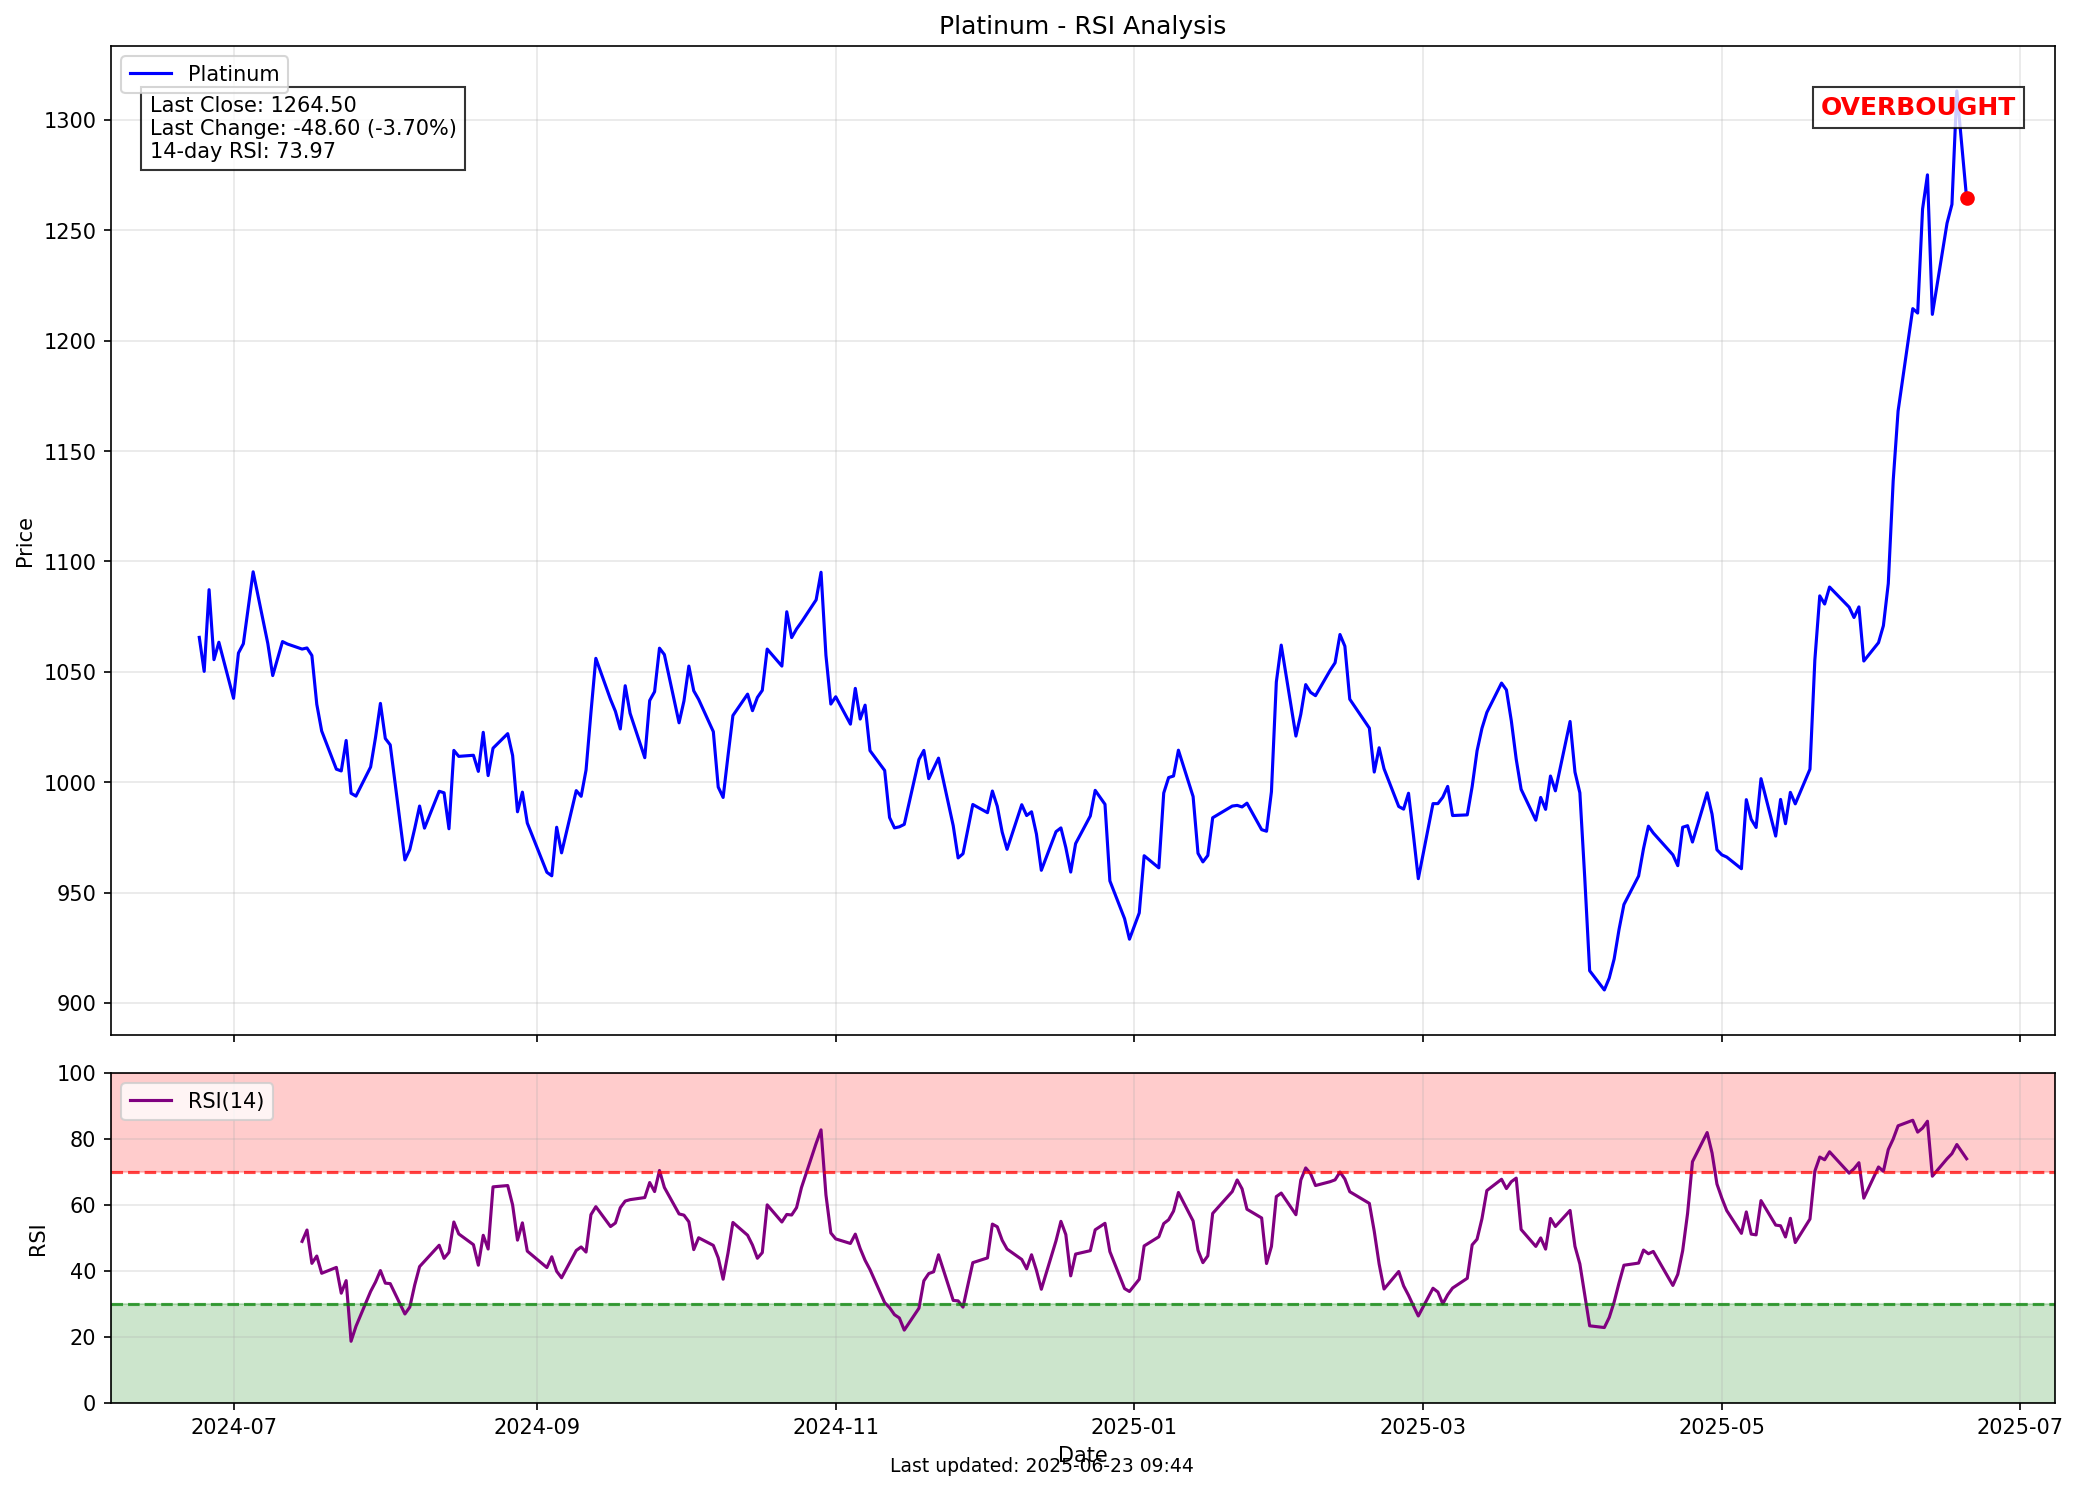 Platinum - RSI Analysis
Platinum
Last Close: 1264.50
Last Change: -48.60 (-3.70%)
14-day RSI: 73.97
OVERBOUGHT
Price
1300
1250
1200
1150
1100
1050
1000
950
900
RSI(14)
RSI
100
80
60
40
20
0
2024-07
2024-09
2024-11
2025-01
2025-03
2025-05
2025-07
Date
Last updated: 2025-06-23 09:44